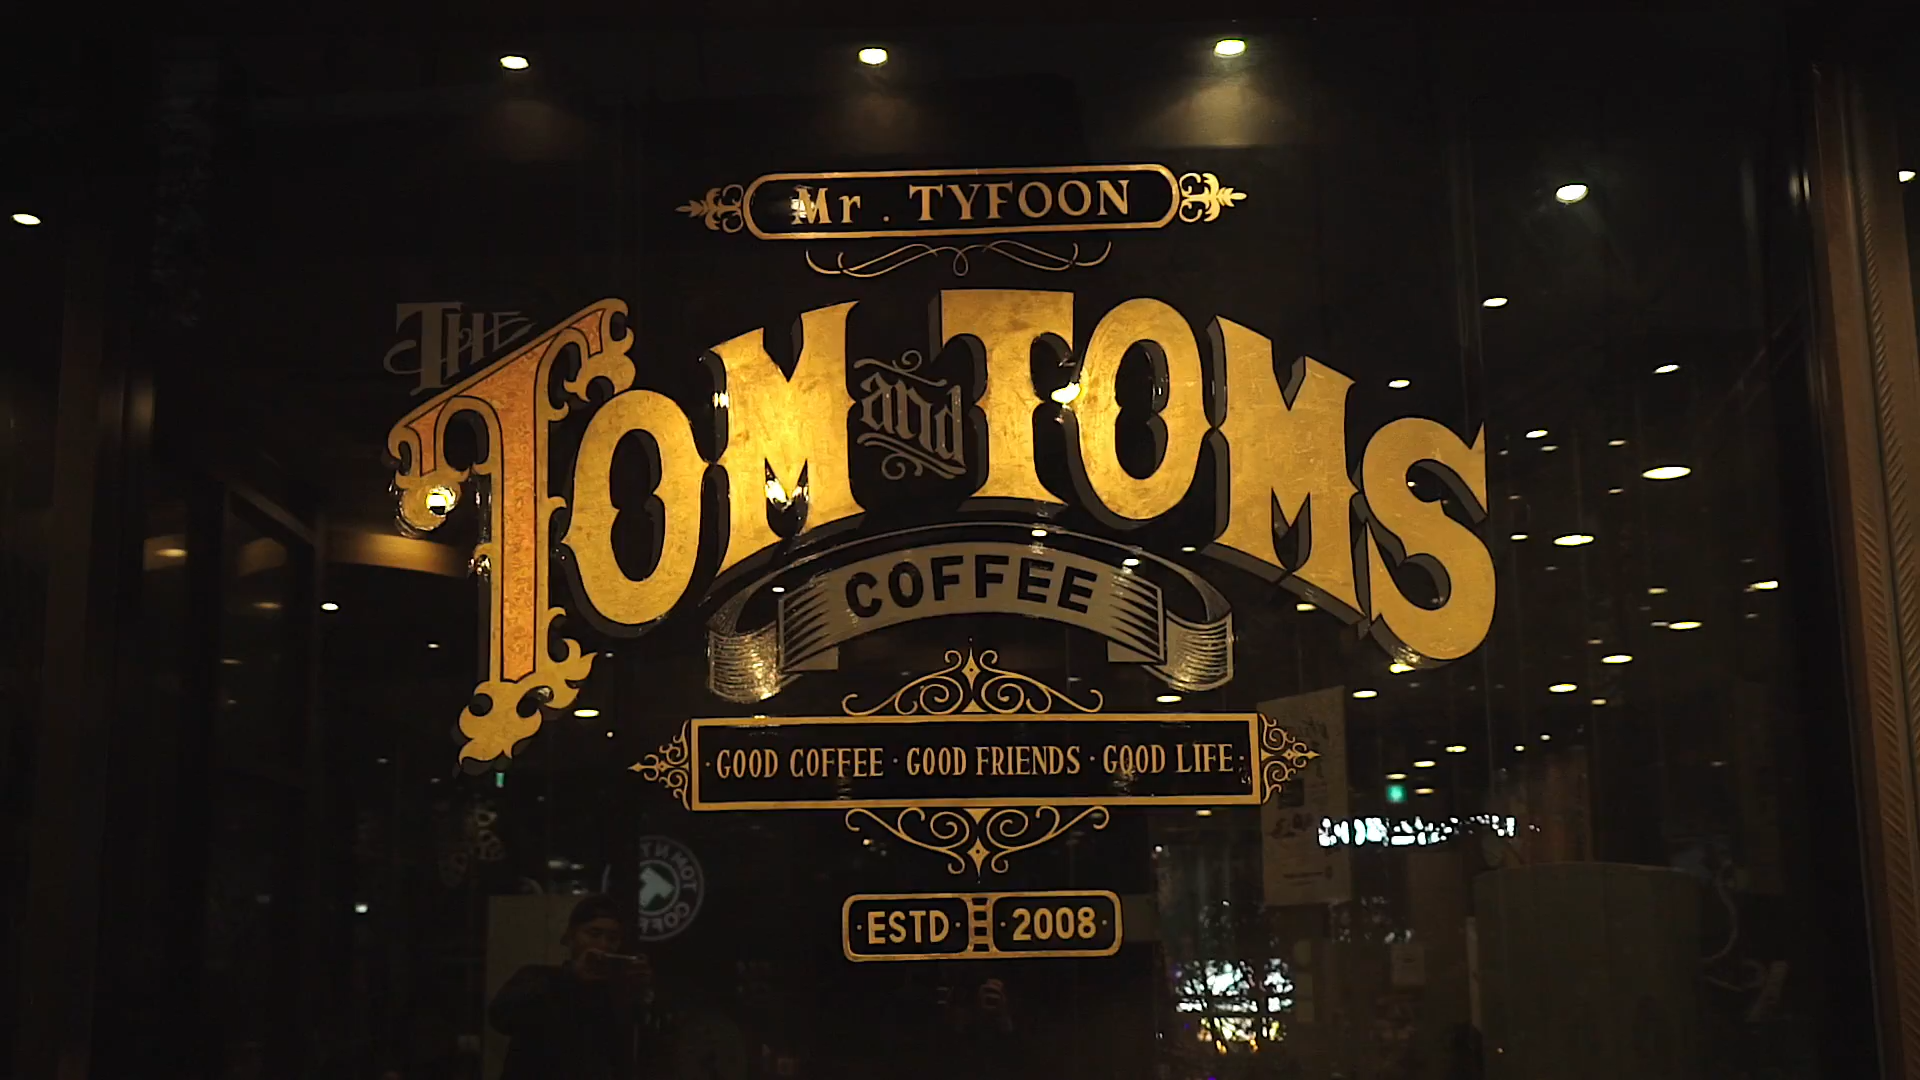 Mr. TYFOON
THE
TOM and TOMS
COFFEE
·GOOD COFFEE·GOOD FRIENDS·GOOD LIFE·
·ESTD· ·2008·